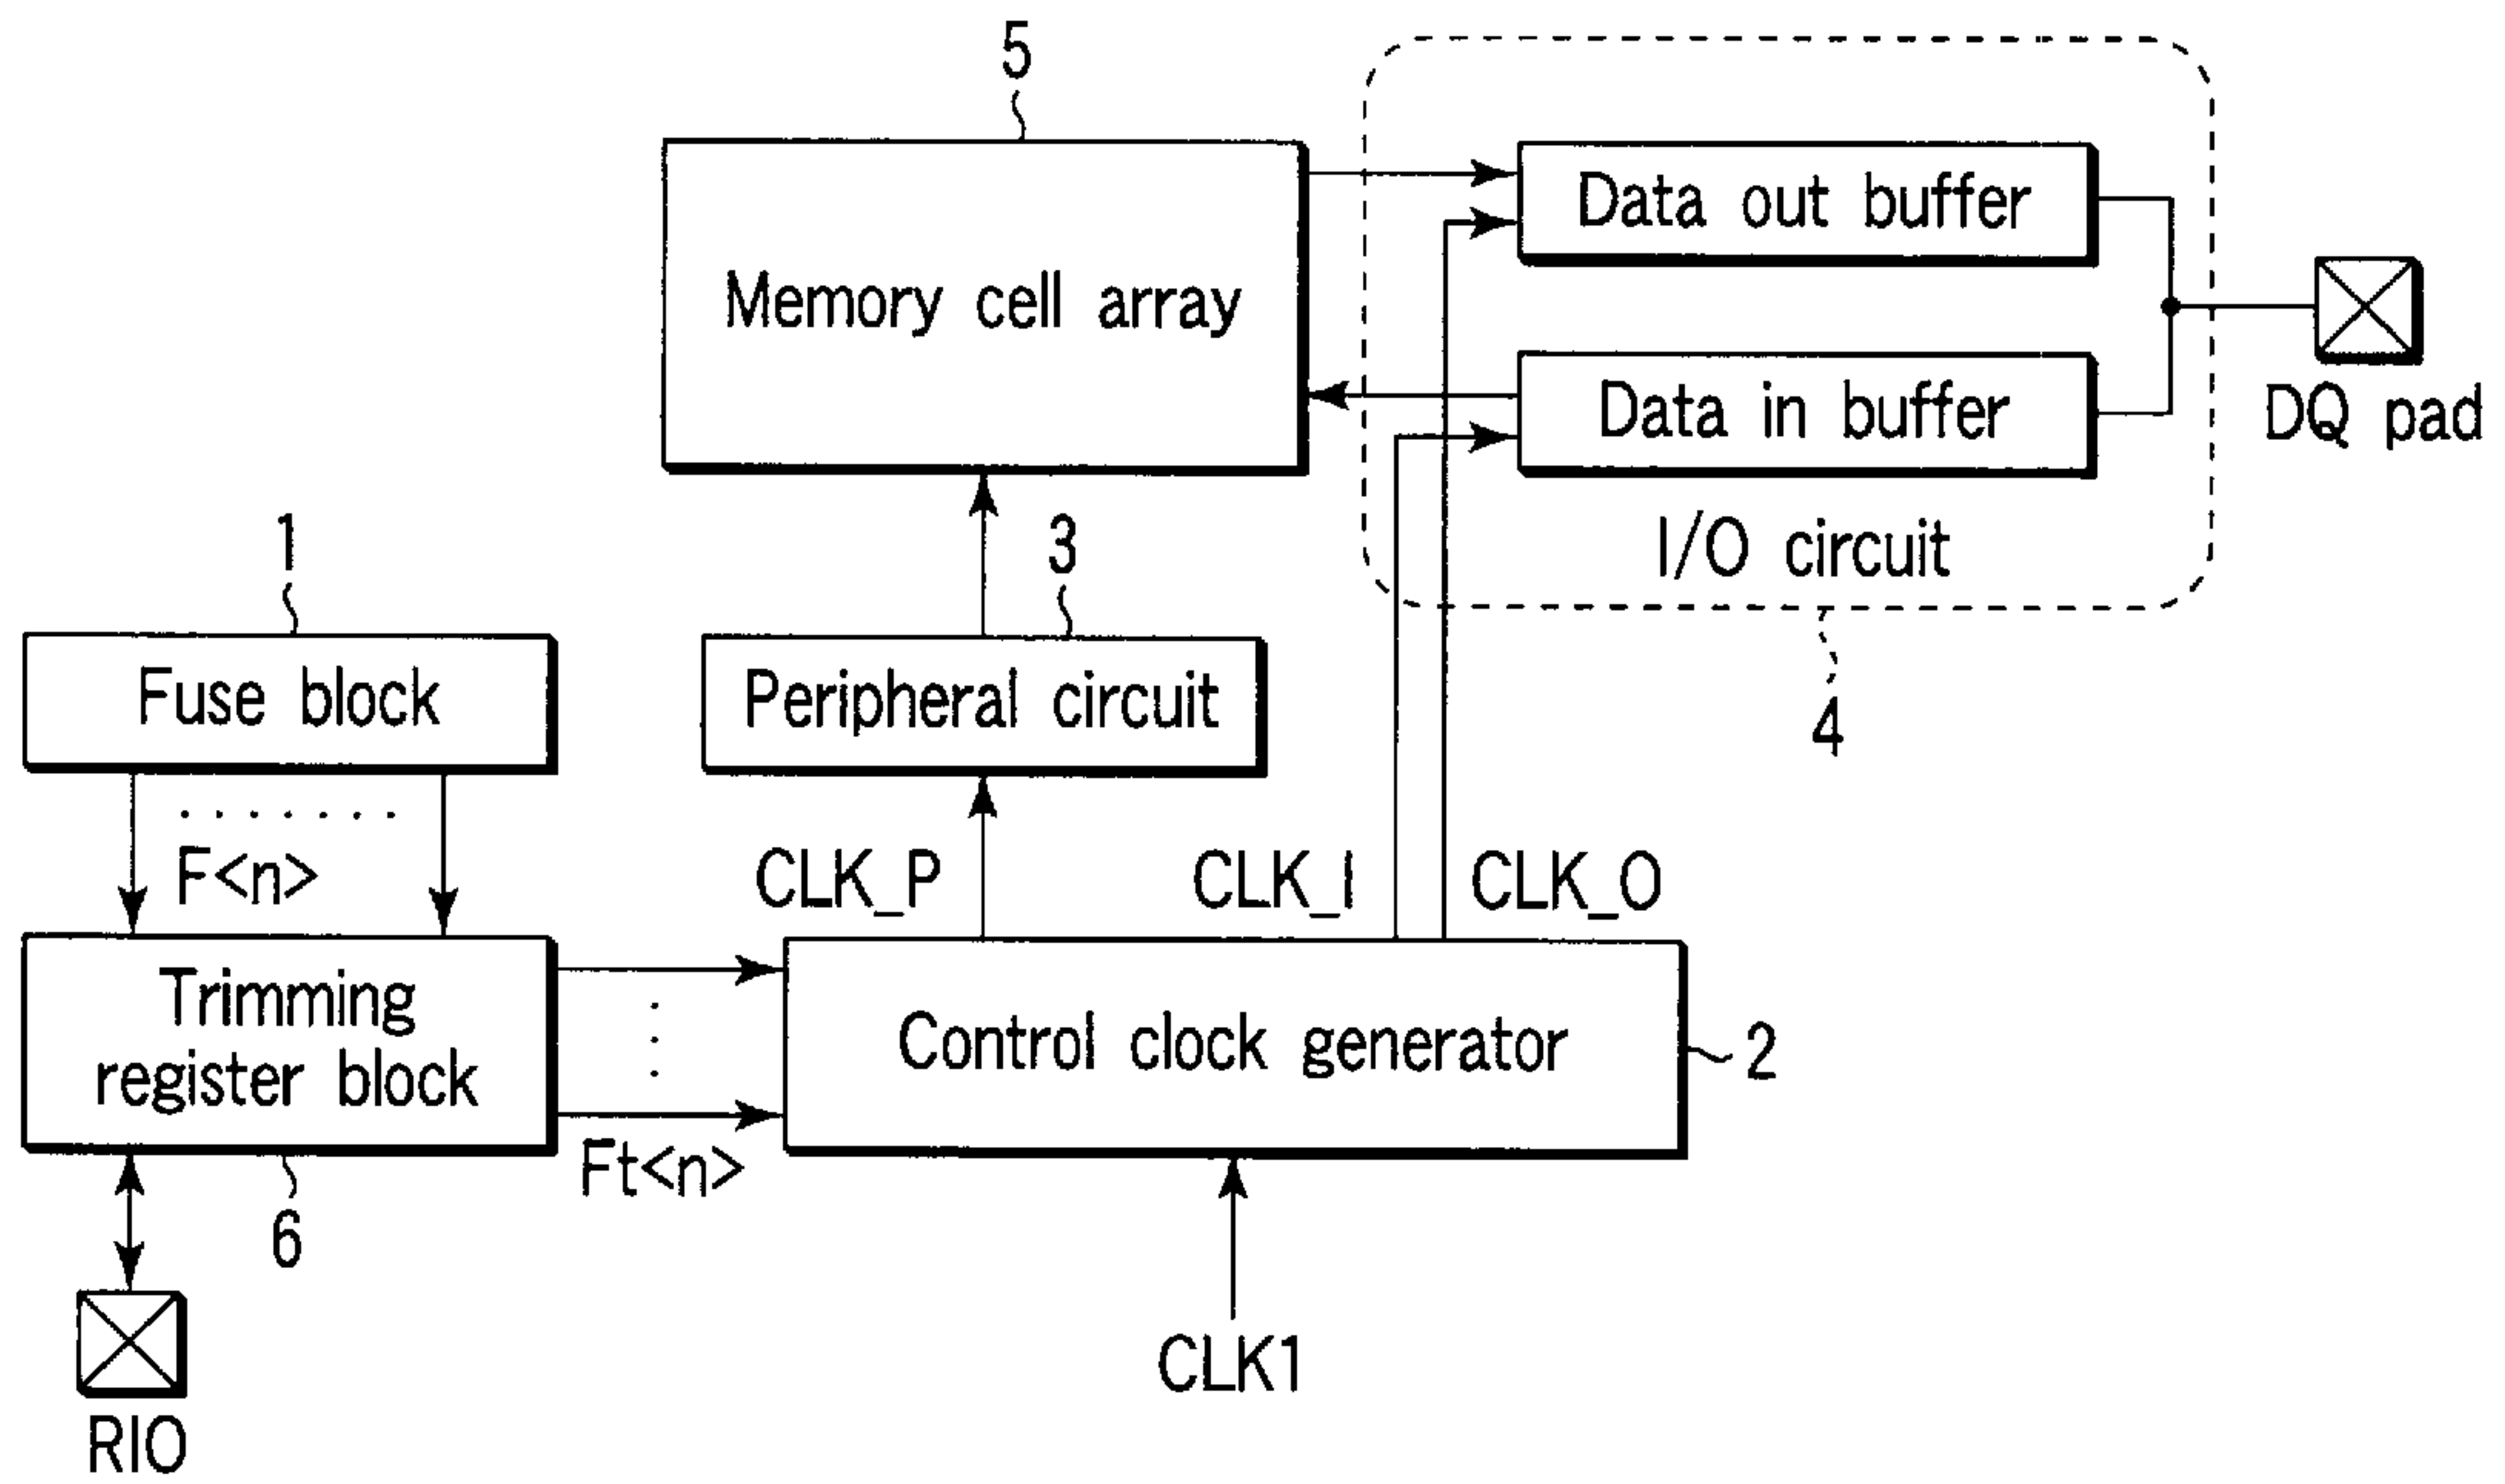 5
Memory cell array
Data out buffer
Data in buffer
DQ pad
I/O circuit
4
1
3
Fuse block
Peripheral circuit
F<n>
CLK_P
CLK_I
CLK_O
Trimming
register block
Control clock generator
2
Ft<n>
6
CLK1
RIO